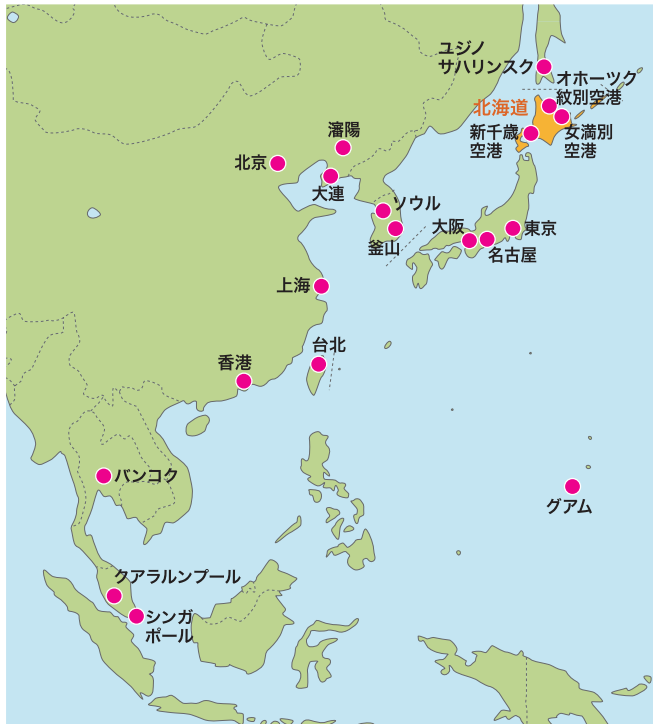 ユジノ
サハリンスク
オホーツク
紋別空港
北海道
新千歳
空港
女満別
空港
瀋陽
北京
大連
ソウル
釜山
大阪
東京
名古屋
上海
台北
香港
バンコク
グアム
クアラルンプール
シンガ
ポール